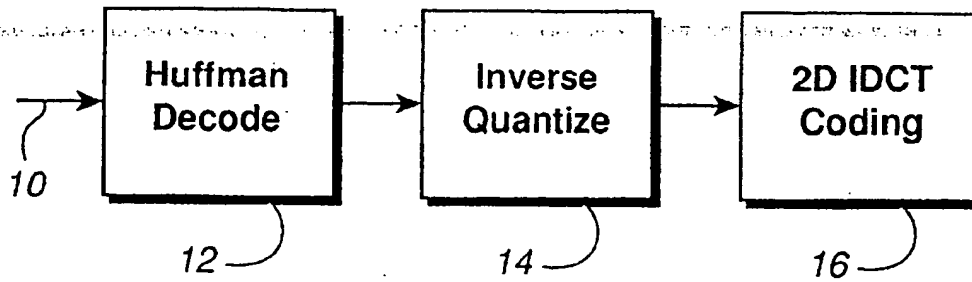 Huffman
Decode
Inverse
Quantize
2D IDCT
Coding
10
12
14
16